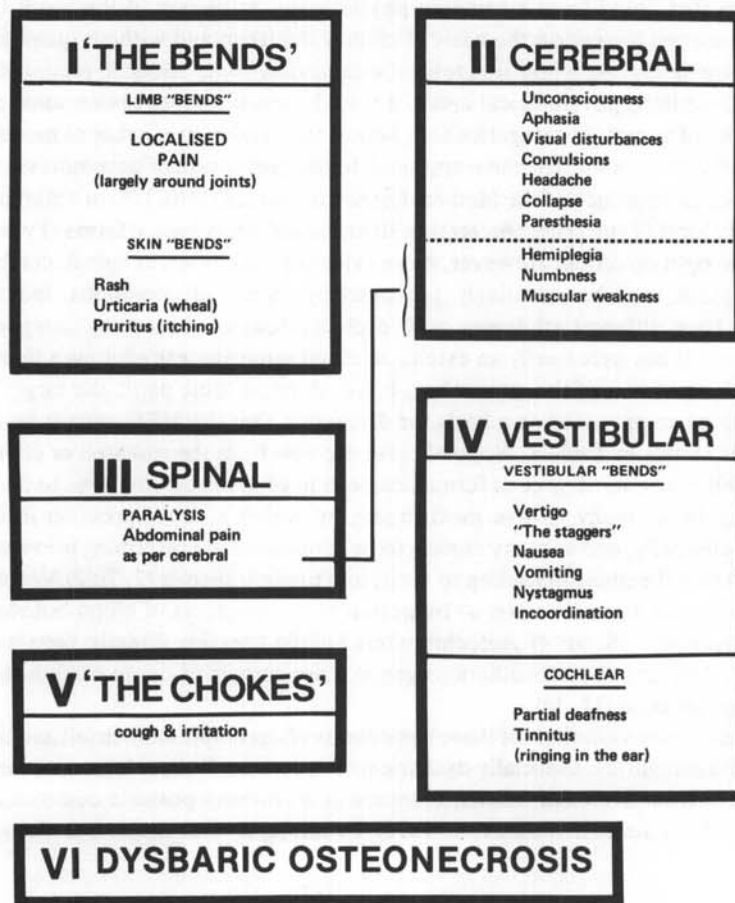 I 'THE BENDS'
LIMB "BENDS"
LOCALISED
PAIN
(largely around joints)
SKIN "BENDS"
Rash
Urticaria (wheal)
Pruritus (itching)
II CEREBRAL
Unconsciousness
Aphasia
Visual disturbances
Convulsions
Headache
Collapse
Paresthesia
Hemiplegia
Numbness
Muscular weakness
III SPINAL
PARALYSIS
Abdominal pain
as per cerebral
IV VESTIBULAR
VESTIBULAR "BENDS"
Vertigo
"The staggers"
Nausea
Vomiting
Nystagmus
Incoordination
COCHLEAR
Partial deafness
Tinnitus
(ringing in the ear)
V 'THE CHOKES'
cough & irritation
VI DYSBARIC OSTEONECROSIS